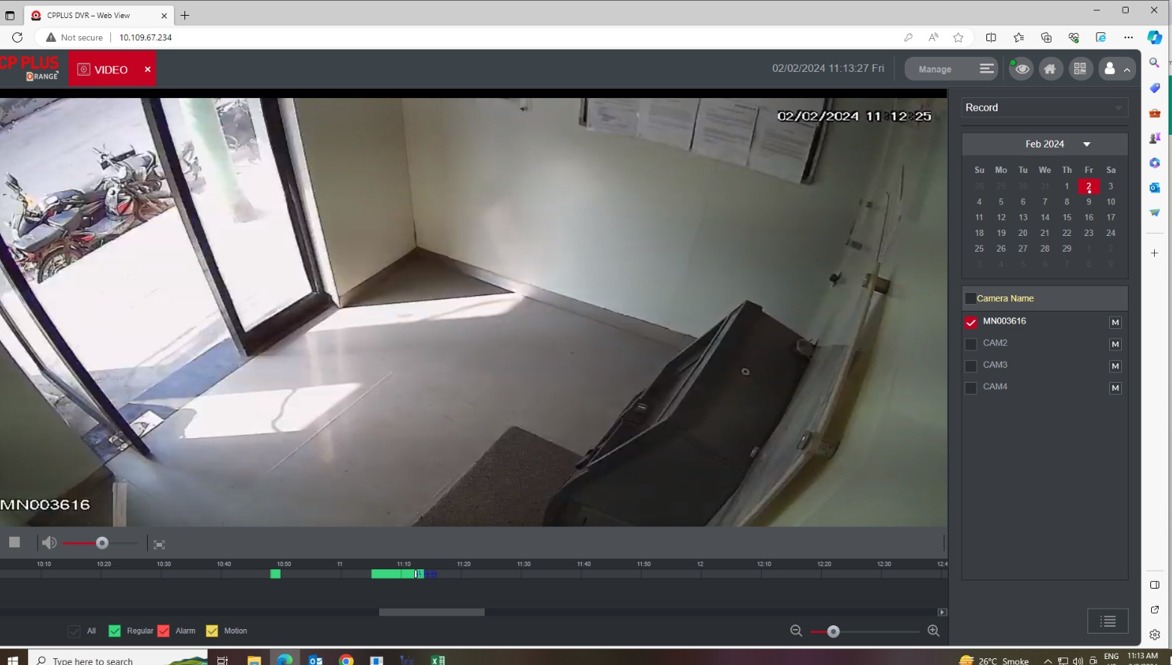 CPPLUS DVR – Web View
Not secure
10.109.67.234
CP PLUS
ORANGE
VIDEO
02/02/2024 11:13:27 Fri
Manage
02/02/2024 11:12:25
MN003616
Record
Feb 2024
Su Mo Tu We Th Fr Sa
28 29 30 31 1 2 3
4 5 6 7 8 9 10
11 12 13 14 15 16 17
18 19 20 21 22 23 24
25 26 27 28 29 1 2
3 4 5 6 7 8 9
Camera Name
MN003616 M
CAM2 M
CAM3 M
CAM4 M
10:10 10:20 10:30 10:40 10:50 11 11:10 11:20 11:30 11:40 11:50 12 12:10 12:20 12:30 12:4
All Regular Alarm Motion
Type here to search
26°C Smoke
ENG
11:13 AM